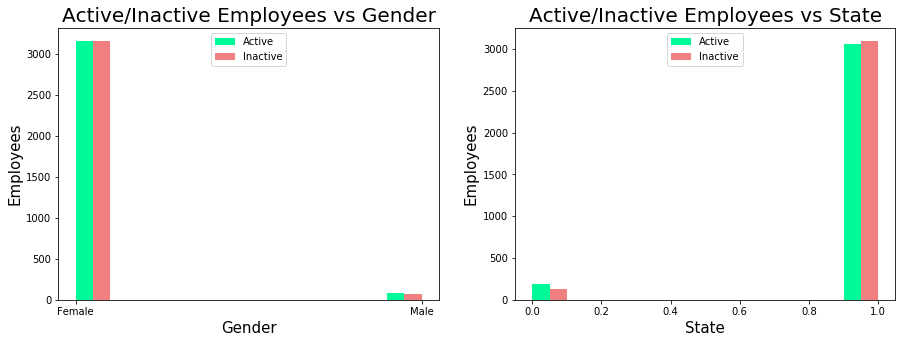 Active/Inactive Employees vs Gender
Active
Inactive
Employees
3000
2500
2000
1500
1000
500
0
Female
Male
Gender
Active/Inactive Employees vs State
Active
Inactive
Employees
3000
2500
2000
1500
1000
500
0
0.0 0.2 0.4 0.6 0.8 1.0
State